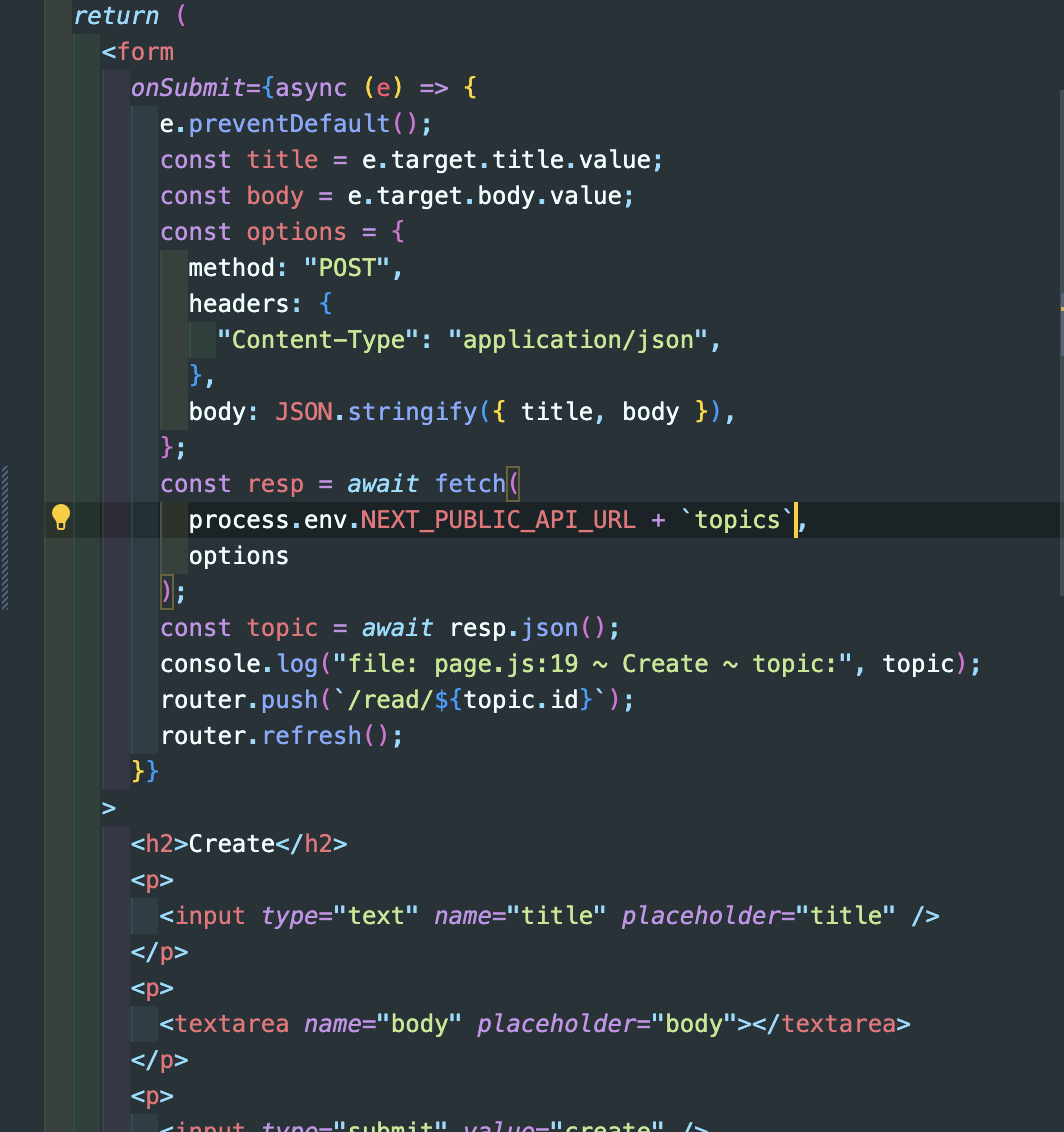 return (
<form
onSubmit={async (e) => {
e.preventDefault();
const title = e.target.title.value;
const body = e.target.body.value;
const options = {
method: "POST",
headers: {
"Content-Type": "application/json",
},
body: JSON.stringify({ title, body }),
};
const resp = await fetch(
process.env.NEXT_PUBLIC_API_URL + `topics`,
options
);
const topic = await resp.json();
console.log("file: page.js:19 ~ Create ~ topic:", topic);
router.push(`/read/${topic.id}`);
router.refresh();
}}
>
<h2>Create</h2>
<p>
<input type="text" name="title" placeholder="title" />
</p>
<p>
<textarea name="body" placeholder="body"></textarea>
</p>
<p>
<input type="submit" value="create" />